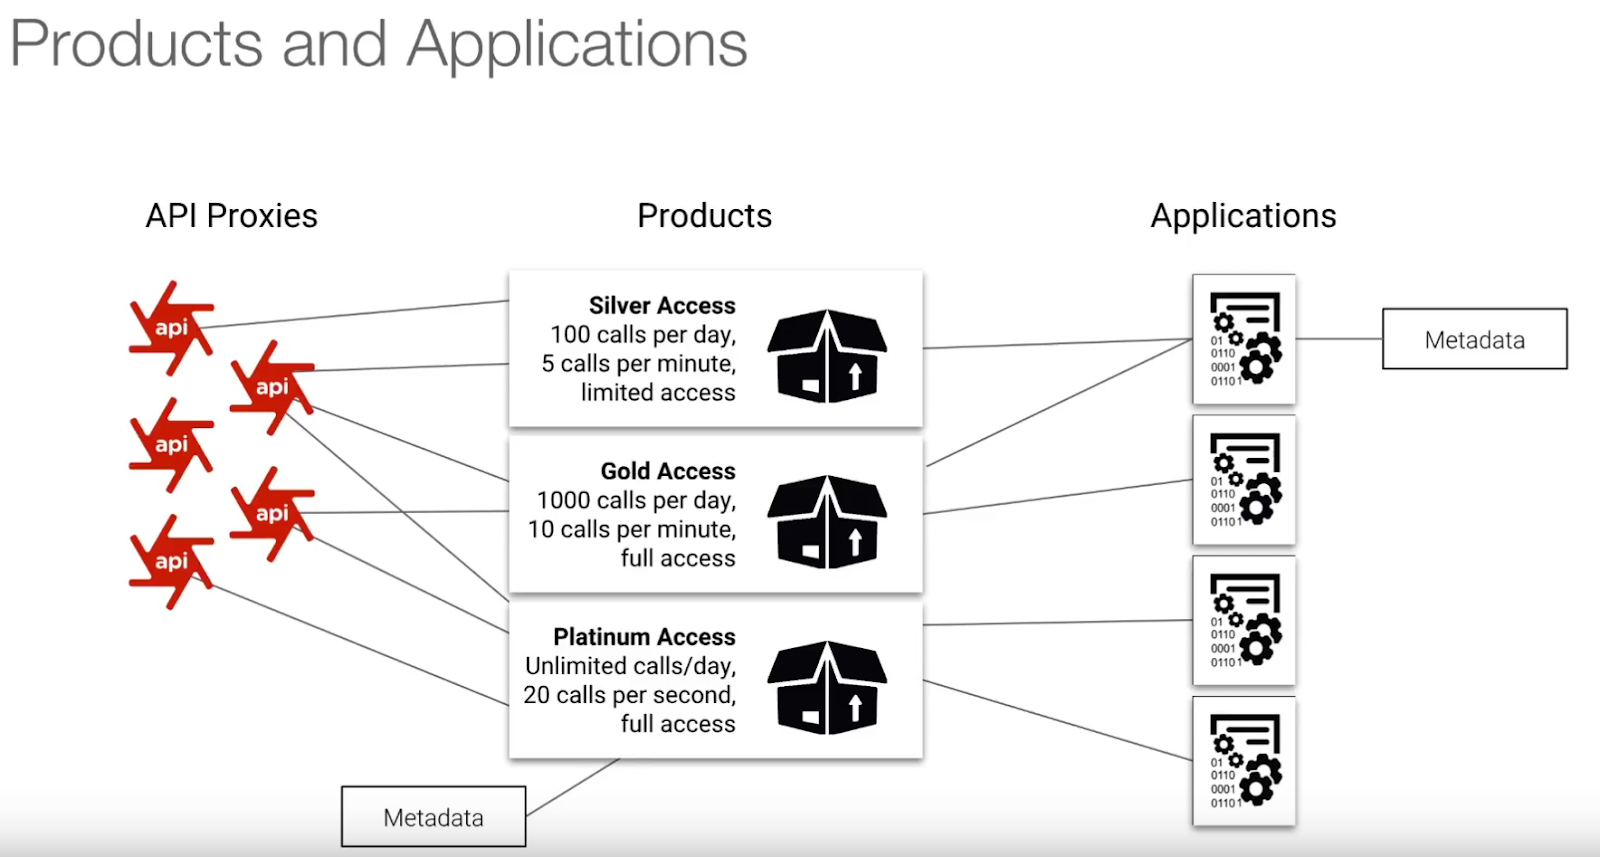 Products and Applications
API Proxies
Products
Applications
api
api
api
api
api
Silver Access
100 calls per day,
5 calls per minute,
limited access
Gold Access
1000 calls per day,
10 calls per minute,
full access
Platinum Access
Unlimited calls/day,
20 calls per second,
full access
01
0110
0001
01101
01
0110
0001
01101
01
0110
0001
01101
01
0110
0001
01101
Metadata
Metadata